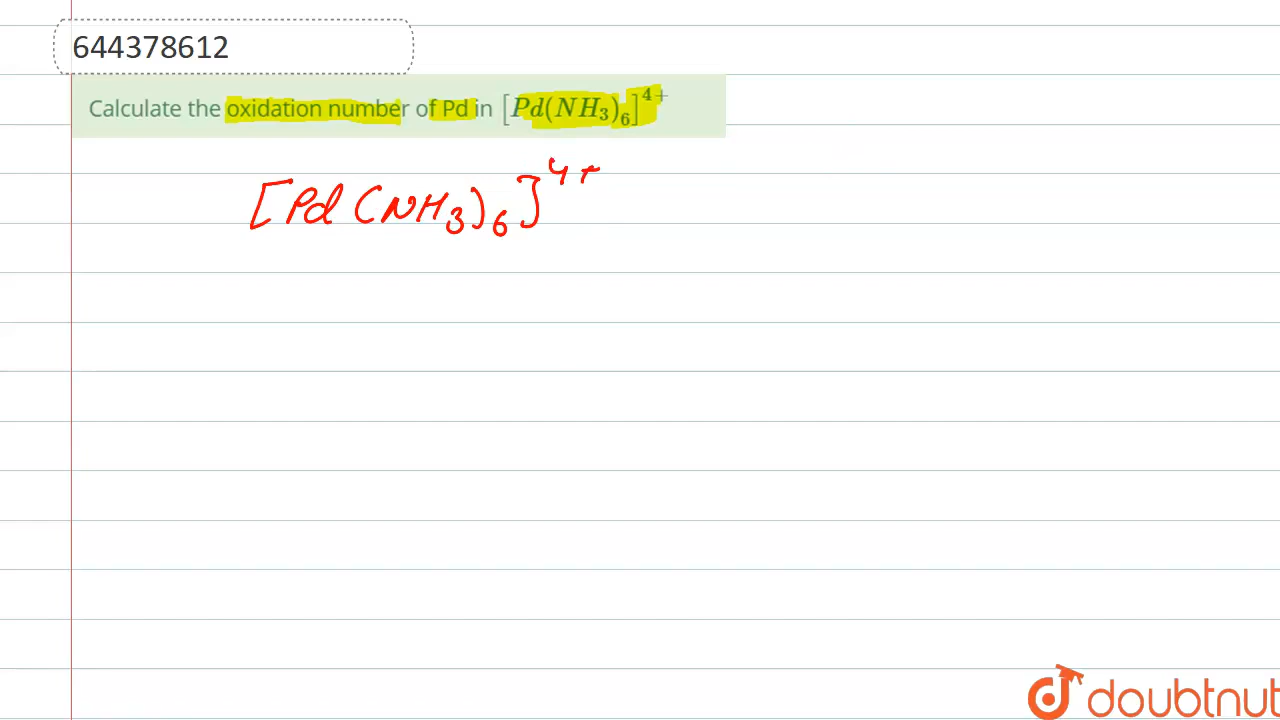 644378612
Calculate the oxidation number of Pd in [Pd(NH₃)₆]⁴⁺
[Pd(NH₃)₆]⁴⁺
doubtnut